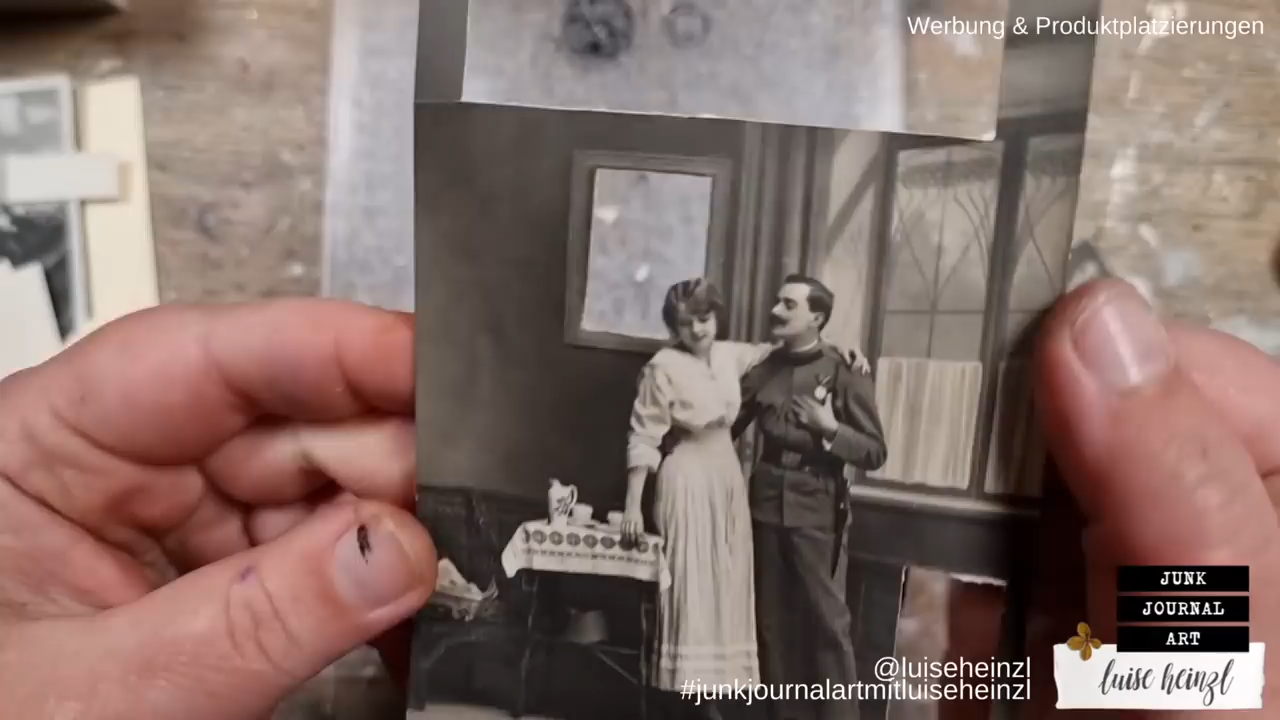 Werbung & Produktplatzierungen
JUNK
JOURNAL
ART
luise heinzl
@luiseheinzl
#junkjournalartmitluiseheinzl